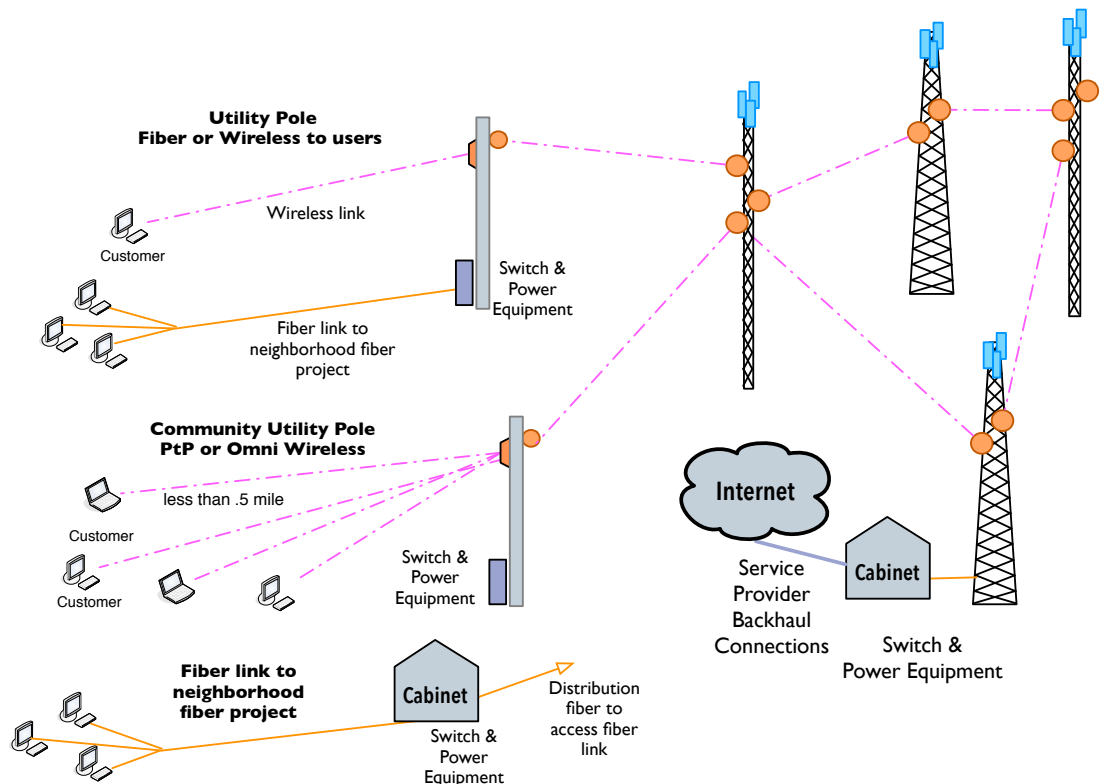 Utility Pole
Fiber or Wireless to users
Wireless link
Customer
Switch &
Power
Equipment
Fiber link to
neighborhood fiber
project
Community Utility Pole
PtP or Omni Wireless
less than .5 mile
Customer
Customer
Switch &
Power
Equipment
Internet
Cabinet
Service
Provider
Backhaul
Connections
Switch &
Power Equipment
Fiber link to
neighborhood
fiber project
Cabinet
Switch &
Power
Equipment
Distribution
fiber to
access fiber
link